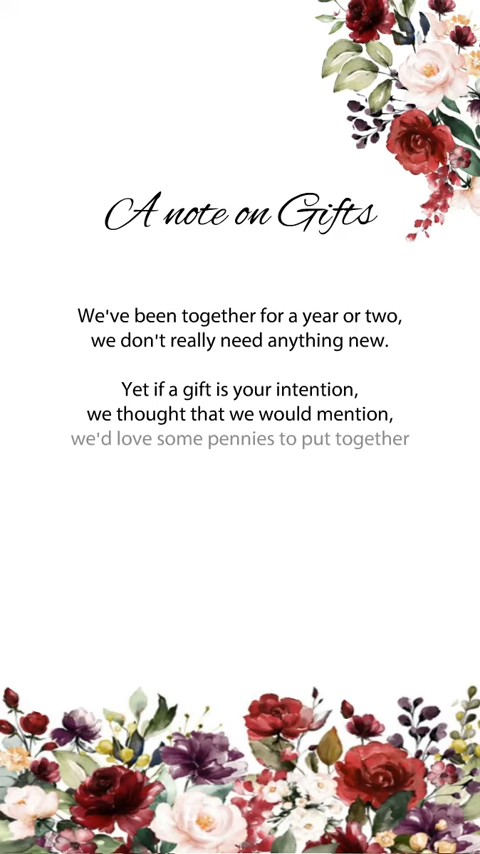 A note on Gifts
We've been together for a year or two,
we don't really need anything new.
Yet if a gift is your intention,
we thought that we would mention,
we'd love some pennies to put together